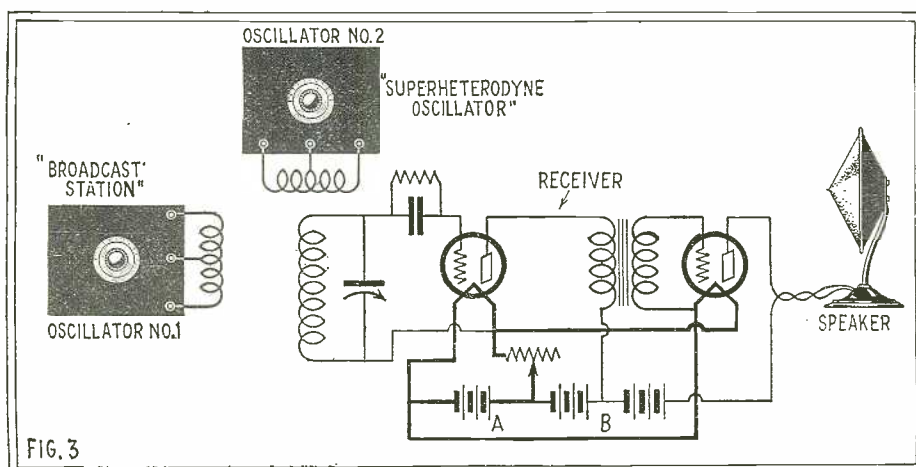 OSCILLATOR NO.2
"SUPERHETERODYNE
OSCILLATOR"
"BROADCAST'
STATION"
OSCILLATOR NO.1
RECEIVER
SPEAKER
A
B
FIG. 3